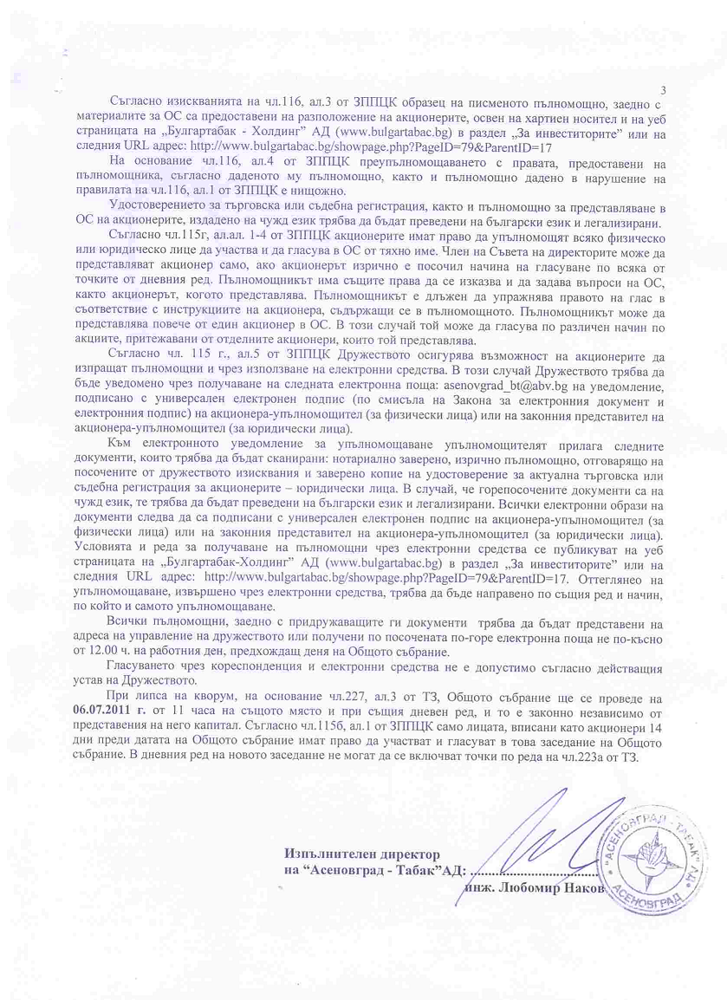 3
Съгласно изискванията на чл.116, ал.3 от ЗППЦК образец на писменото пълномощно, заедно с
материалите за ОС са предоставени на разположение на акционерите, освен на хартиен носител и на уеб
страницата на „Булгартабак - Холдинг” АД (www.bulgartabac.bg) в раздел „За инвеститорите” или на
следния URL адрес: http://www.bulgartabac.bg/showpage.php?PageID=79&ParentID=17
На основание чл.116, ал.4 от ЗППЦК преупълномощаването с правата, предоставени на
пълномощника, съгласно даденото му пълномощно, както и пълномощно дадено в нарушение на
правилата на чл.116, ал.1 от ЗППЦК е нищожно.
Удостоверението за търговска или съдебна регистрация, както и пълномощно за представляване в
ОС на акционерите, издадено на чужд език трябва да бъдат преведени на български език и легализирани.
Съгласно чл.115г, ал.ал. 1-4 от ЗППЦК акционерите имат право да упълномощят всяко физическо
или юридическо лице да участва и да гласува в ОС от тяхно име. Член на Съвета на директорите може да
представляват акционер само, ако акционерът изрично е посочил начина на гласуване по всяка от
точките от дневния ред. Пълномощникът има същите права да се изказва и да задава въпроси на ОС,
както акционерът, когото представлява. Пълномощникът е длъжен да упражнява правото на глас в
съответствие с инструкциите на акционера, съдържащи се в пълномощното. Пълномощникът може да
представлява повече от един акционер в ОС. В този случай той може да гласува по различен начин по
акциите, притежавани от отделните акционери, които той представлява.
Съгласно чл. 115 г., ал.5 от ЗППЦК Дружеството осигурява възможност на акционерите да
изпращат пълномощни и чрез използване на електронни средства. В този случай Дружеството трябва да
бъде уведомено чрез получаване на следната електронна поща: asenovgrad_bt@abv.bg на уведомление,
подписано с универсален електронен подпис (по смисъла на Закона за електронния документ и
електронния подпис) на акционера-упълномощител (за физически лица) или на законния представител на
акционера-упълномощител (за юридически лица).
Към електронното уведомление за упълномощаване упълномощителят прилага следните
документи, които трябва да бъдат сканирани: нотариално заверено, изрично пълномощно, отговарящо на
посочените от дружеството изисквания и заверено копие на удостоверение за актуална търговска или
съдебна регистрация за акционерите – юридически лица. В случай, че горепосочените документи са на
чужд език, те трябва да бъдат преведени на български език и легализирани. Всички електронни образи на
документи следва да са подписани с универсален електронен подпис на акционера-упълномощител (за
физически лица) или на законния представител на акционера-упълномощител (за юридически лица).
Условията и реда за получаване на пълномощни чрез електронни средства се публикуват на уеб
страницата на „Булгартабак-Холдинг” АД (www.bulgartabac.bg) в раздел „За инвеститорите” или на
следния URL адрес: http://www.bulgartabac.bg/showpage.php?PageID=79&ParentID=17. Оттегляне на
упълномощаване, извършено чрез електронни средства, трябва да бъде направено по същия ред и начин,
по който и самото упълномощаване.
Всички пълномощни, заедно с придружаващите ги документи трябва да бъдат представени на
адреса на управление на дружеството или получени по посочената по-горе електронна поща не по-късно
от 12.00 ч. на работния ден, предхождащ деня на Общото събрание.
Гласуването чрез кореспонденция и електронни средства не е допустимо съгласно действащия
устав на Дружеството.
При липса на кворум, на основание чл.227, ал.3 от ТЗ, Общото събрание ще се проведе на
06.07.2011 г. от 11 часа на същото място и при същия дневен ред, и то е законно независимо от
представения на него капитал. Съгласно чл.115б, ал.1 от ЗППЦК само лицата, вписани като акционери 14
дни преди датата на Общото събрание имат право да участват и гласуват в това заседание на Общото
събрание. В дневния ред на новото заседание не могат да се включват точки по реда на чл.223а от ТЗ.
Изпълнителен директор
на “Асеновград - Табак”АД: ......................................
инж. Любомир Наков
"АСЕНОВГРАД - ТАБАК" АД
АСЕНОВГРАД